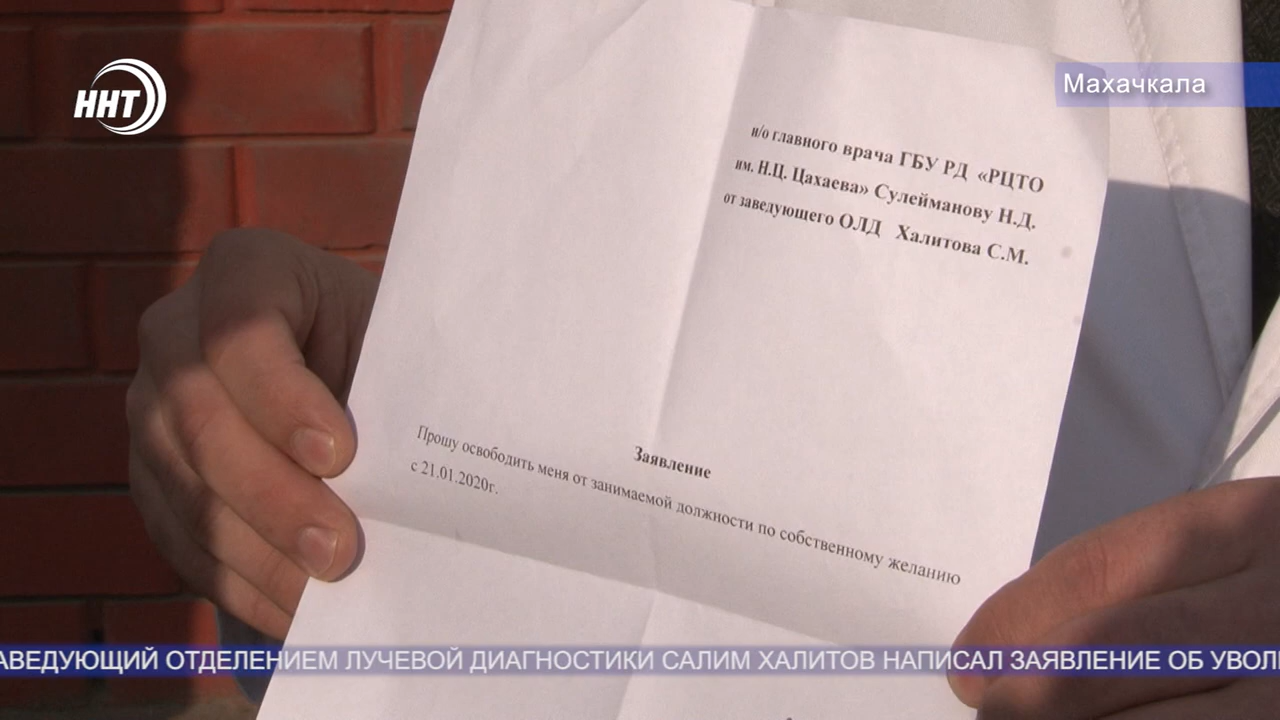 ННТ
Махачкала
и/о главного врача ГБУ РД «РЦТО
им. Н.Ц. Цахаева» Сулейманову Н.Д.
от заведующего ОЛД Халитова С.М.
Заявление
Прошу освободить меня от занимаемой должности по собственному желанию
с 21.01.2020г.
АВЕДУЮЩИЙ ОТДЕЛЕНИЕМ ЛУЧЕВОЙ ДИАГНОСТИКИ САЛИМ ХАЛИТОВ НАПИСАЛ ЗАЯВЛЕНИЕ ОБ УВОЛ